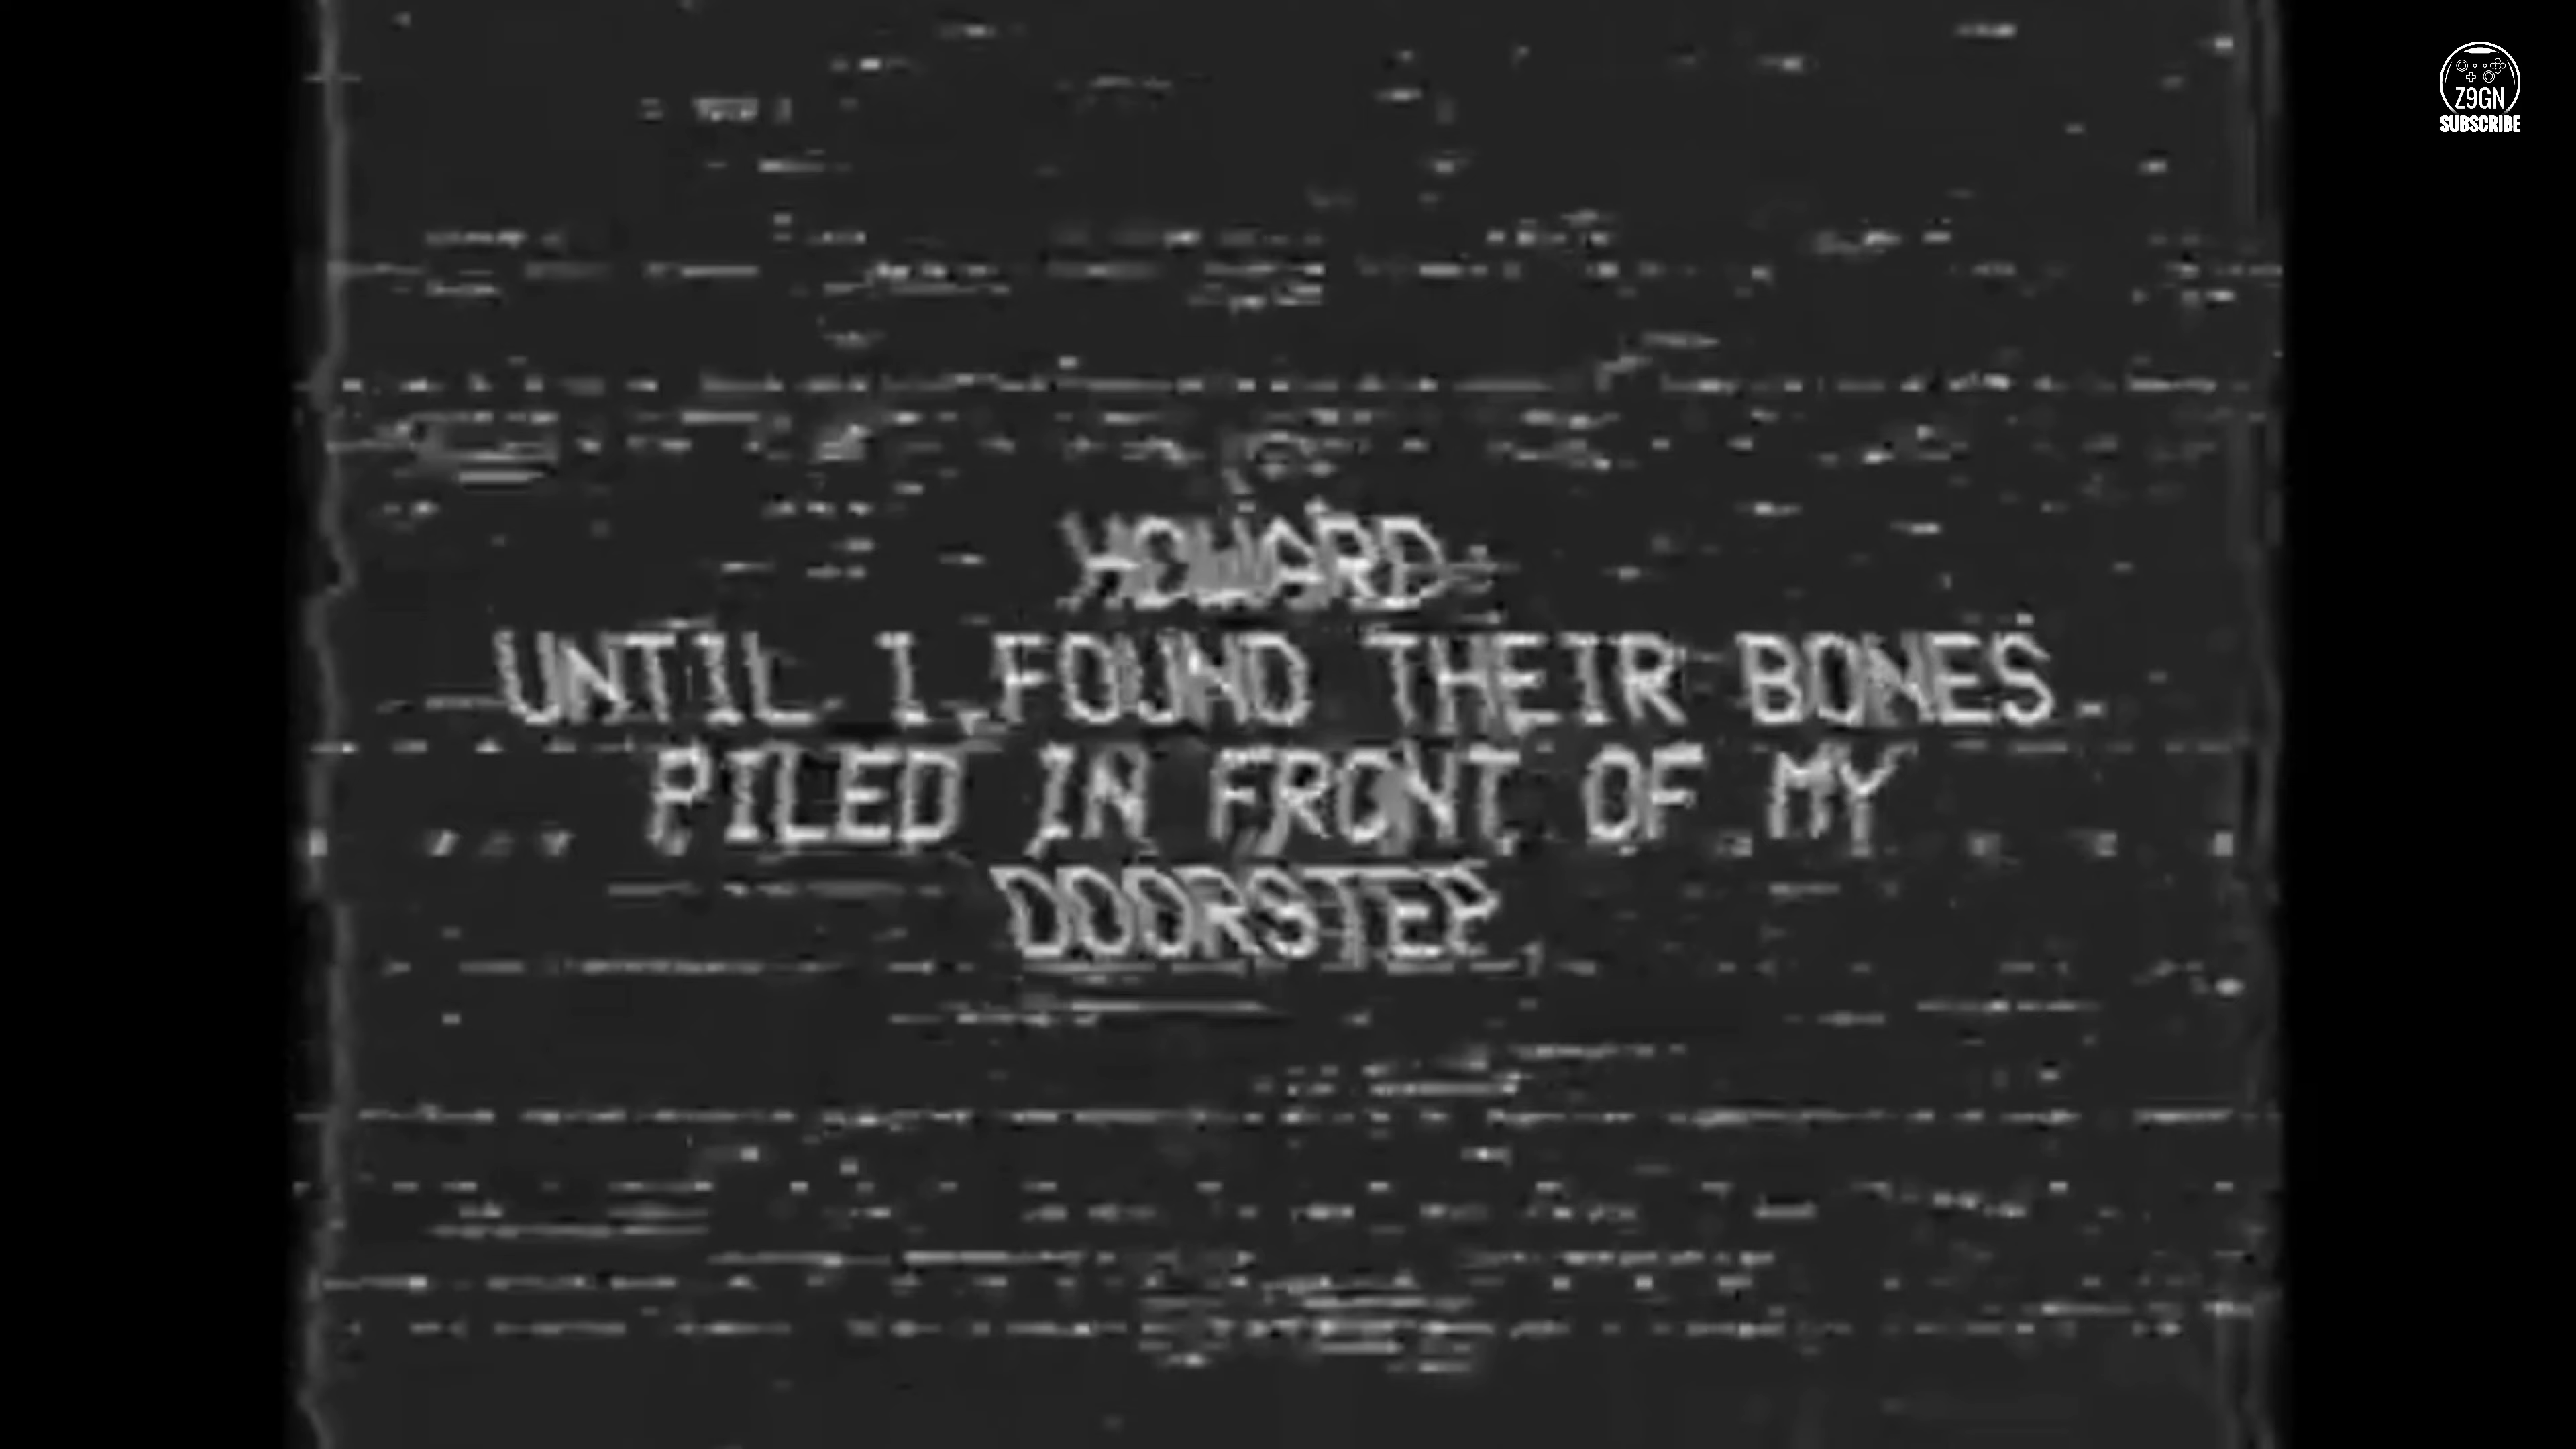 Z9GN
SUBSCRIBE
HOWARD:
UNTIL I FOUND THEIR BONES
PILED IN FRONT OF MY
DOORSTEP.